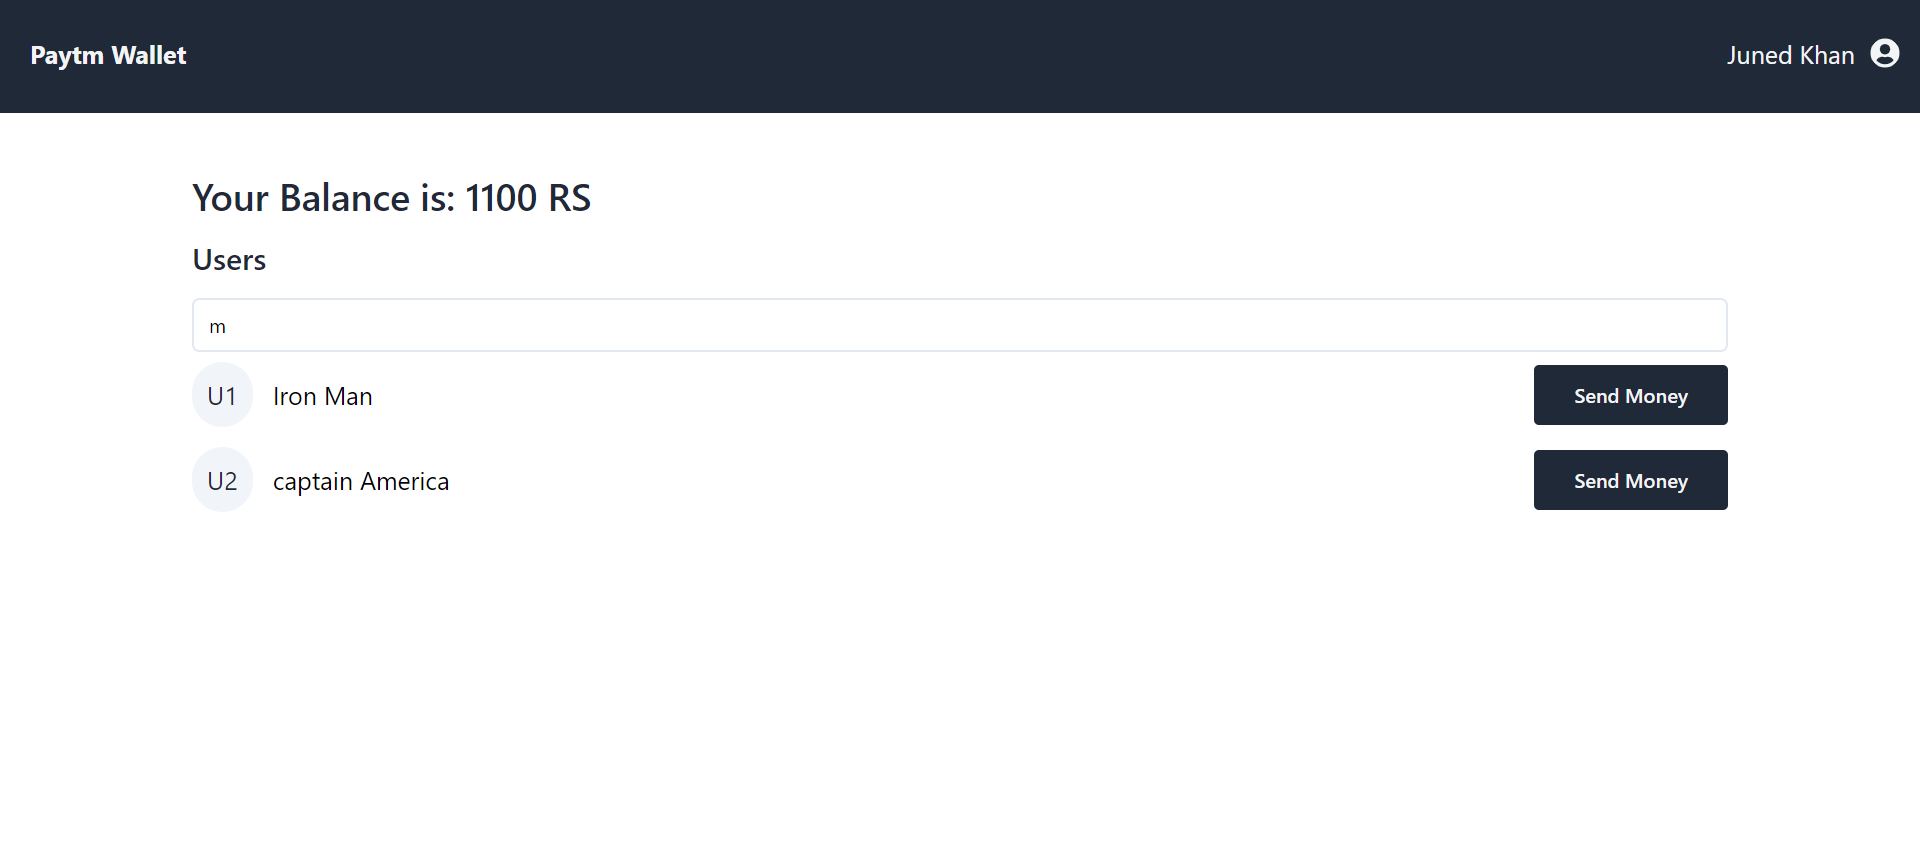 Paytm Wallet
Juned Khan
Your Balance is: 1100 RS
Users
m
U1 Iron Man Send Money
U2 captain America Send Money